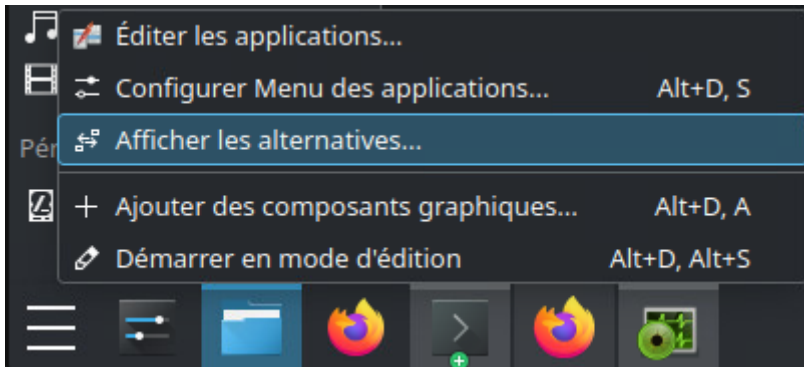 Éditer les applications...
Configurer Menu des applications... Alt+D, S
Afficher les alternatives...
Pér
Ajouter des composants graphiques... Alt+D, A
Démarrer en mode d'édition Alt+D, Alt+S